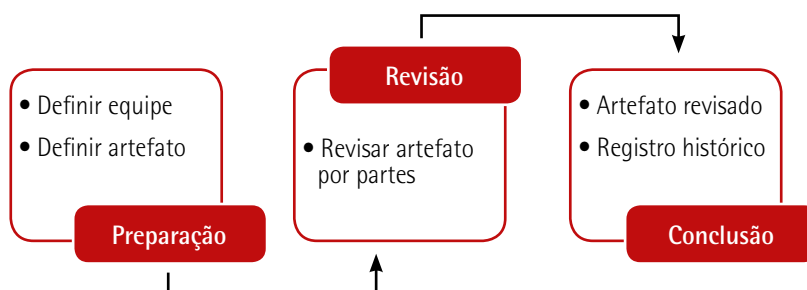 • Definir equipe
• Definir artefato
Preparação
Revisão
• Revisar artefato
por partes
• Artefato revisado
• Registro histórico
Conclusão